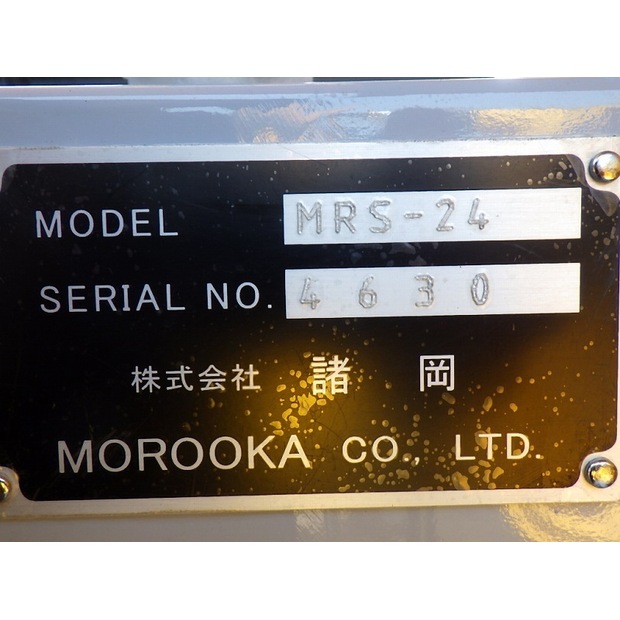 MODEL MRS-24
SERIAL NO. 4630
株式会社 諸岡
MOROOKA CO., LTD.